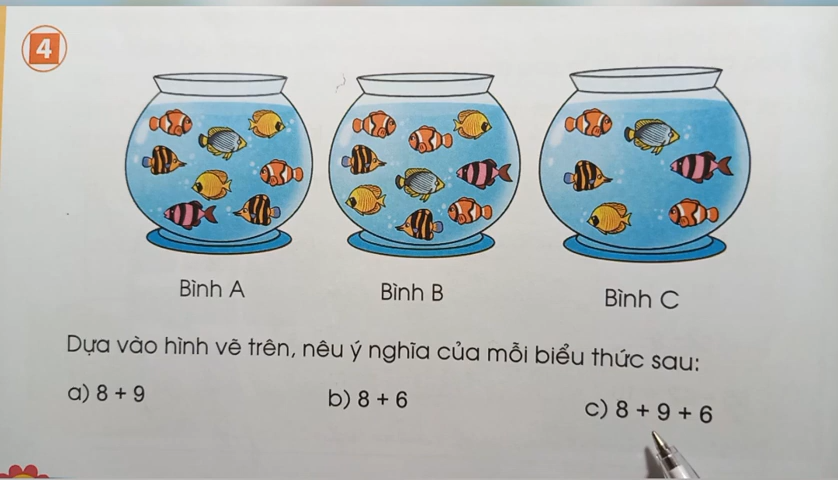 4
Bình A
Bình B
Bình C
Dựa vào hình vẽ trên, nêu ý nghĩa của mỗi biểu thức sau:
a) 8 + 9
b) 8 + 6
c) 8 + 9 + 6